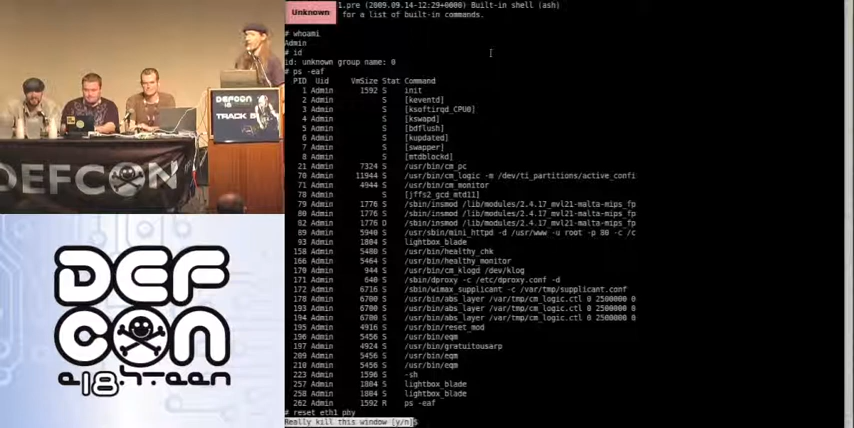 Unknown
1.pre (2009.09.14-12:29+0000) Built-in shell (ash)
for a list of built-in commands.
# whoami
Admin
# id
id: unknown group name: 0
# ps -eaf
PID Uid VmSize Stat Command
1 Admin 1592 S init
2 Admin S [keventd]
3 Admin S [ksoftirqd_CPU0]
4 Admin S [kswapd]
5 Admin S [bdflush]
6 Admin S [kupdated]
7 Admin S [swapper]
8 Admin S [mtdblockd]
21 Admin 7324 S /usr/bin/cm_pc
70 Admin 11944 S /usr/bin/cm_logic -m /dev/ti_partitions/active_confi
71 Admin 4944 S /usr/bin/cm_monitor
78 Admin S [jffs2_gcd_mtd11]
79 Admin 1776 S /sbin/insmod /lib/modules/2.4.17_mvl21-malta-mips_fp
80 Admin 1776 S /sbin/insmod /lib/modules/2.4.17_mvl21-malta-mips_fp
82 Admin 1776 D /sbin/insmod /lib/modules/2.4.17_mvl21-malta-mips_fp
89 Admin 5940 S /usr/sbin/mini_httpd -d /usr/www -u root -p 80 -c /c
93 Admin 1804 S lightbox_blade
158 Admin 5480 S /usr/bin/healthy_chk
166 Admin 5460 S /usr/bin/healthy_monitor
170 Admin 944 S /usr/bin/cm_klogd /dev/klog
171 Admin 640 S /sbin/dproxy -c /etc/dproxy.conf -d
172 Admin 6716 S /sbin/wimax_supplicant -c /var/tmp/supplicant.conf
178 Admin 6700 S /usr/bin/abs_layer /var/tmp/cm_logic.ctl 0 2500000 0
193 Admin 6700 S /usr/bin/abs_layer /var/tmp/cm_logic.ctl 0 2500000 0
194 Admin 6700 S /usr/bin/abs_layer /var/tmp/cm_logic.ctl 0 2500000 0
195 Admin 4916 S /usr/bin/reset_mod
196 Admin 5456 S /usr/bin/eqm
197 Admin 4924 S /usr/bin/gratuitousarp
209 Admin 5456 S /usr/bin/eqm
210 Admin 5456 S /usr/bin/eqm
223 Admin 1596 S -sh
257 Admin 1804 S lightbox_blade
258 Admin 1804 S lightbox_blade
262 Admin 1592 R ps -eaf
# reset eth1 phy
Really kill this window [y/n]
DEFCON
18
TRACK
DEFCON
DEF
CON
e18.hteen